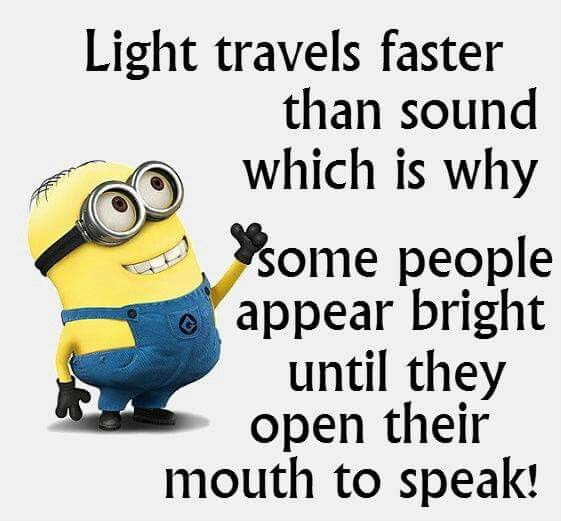 Light travels faster
than sound
which is why
some people
appear bright
until they
open their
mouth to speak!